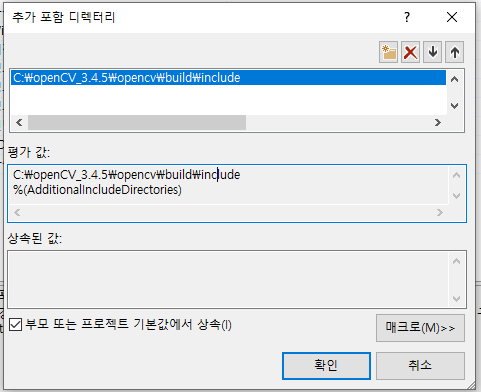 추가 포함 디렉터리
C:₩openCV_3.4.5₩opencv₩build₩include
평가 값:
C:₩openCV_3.4.5₩opencv₩build₩include
%(AdditionalIncludeDirectories)
상속된 값:
부모 또는 프로젝트 기본값에서 상속(I)
매크로(M)>>
확인
취소